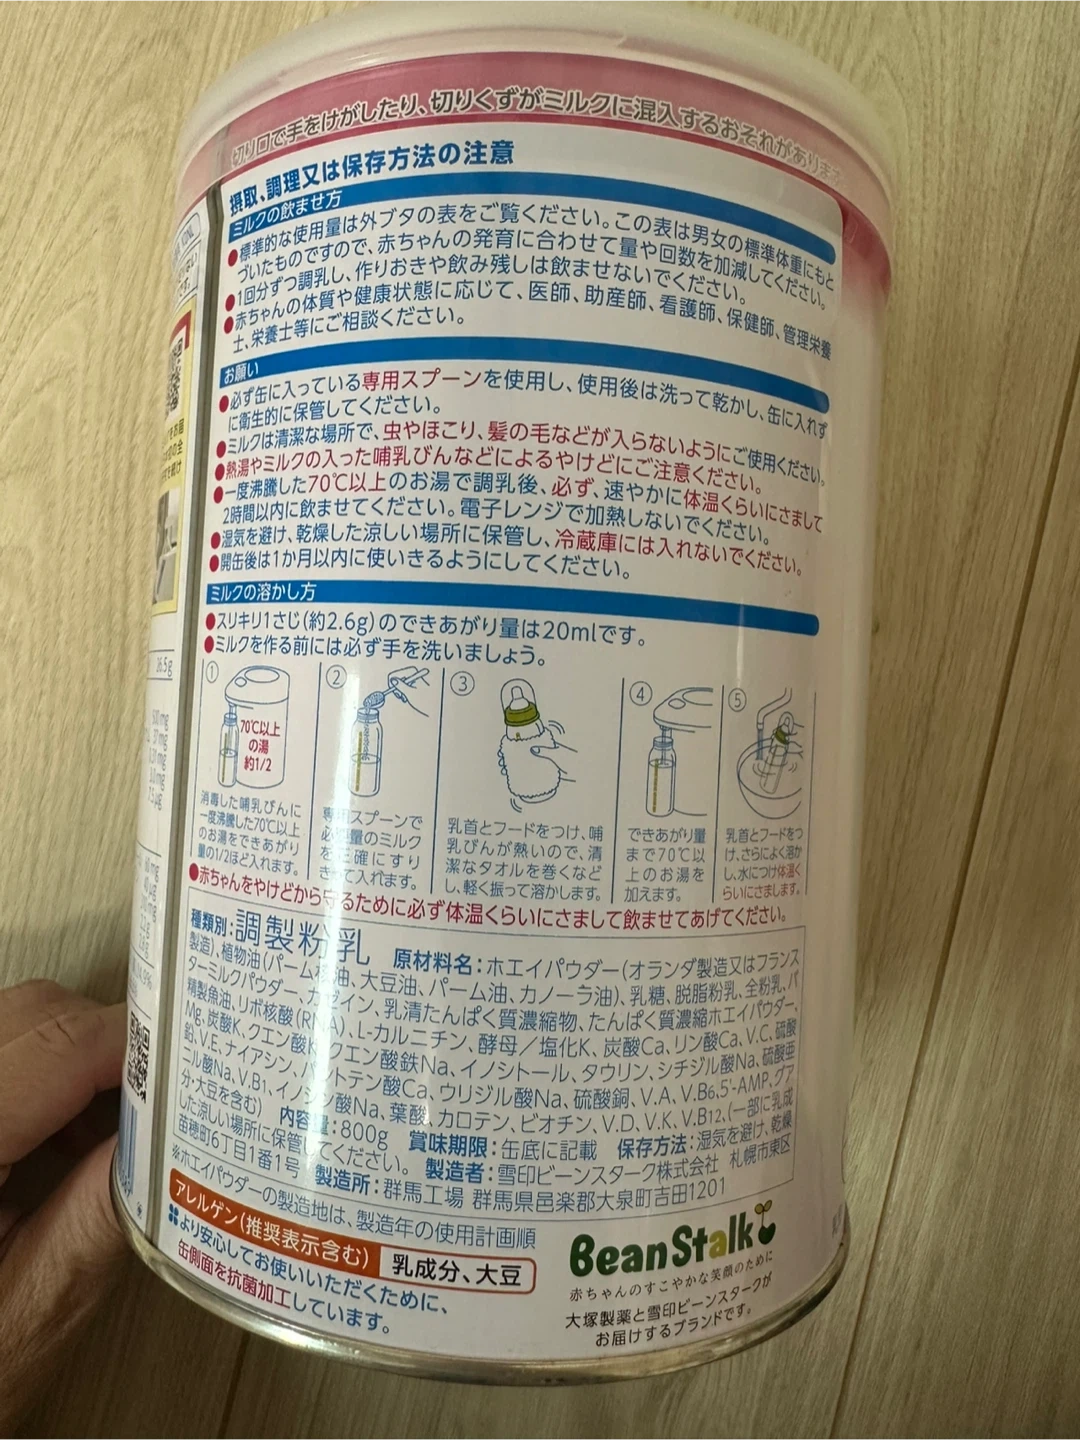 切り口で手をけがしたり、切りくずがミルクに混入するおそれがあります
摂取、調理又は保存方法の注意
ミルクの飲ませ方
●標準的な使用量は外ブタの表をご覧ください。この表は男女の標準体重にもと
づいたものですので、赤ちゃんの発育に合わせて量や回数を加減してください。
●1回分ずつ調乳し、作りおきや飲み残しは飲ませないでください。
●赤ちゃんの体質や健康状態に応じて、医師、助産師、看護師、保健師、管理栄養
士、栄養士等にご相談ください。
お願い
●必ず缶に入っている専用スプーンを使用し、使用後は洗って乾かし、缶に入れず
に衛生的に保管してください。
●ミルクは清潔な場所で、虫やほこり、髪の毛などが入らないようにご使用ください。
●熱湯やミルクの入った哺乳びんなどによるやけどにご注意ください。
●一度沸騰した70℃以上のお湯で調乳後、必ず、速やかに体温くらいにさまして
2時間以内に飲ませてください。電子レンジで加熱しないでください。
●湿気を避け、乾燥した涼しい場所に保管し、冷蔵庫には入れないでください。
●開缶後は1か月以内に使いきるようにしてください。
ミルクの溶かし方
●スリキリ1さじ(約2.6g)のできあがり量は20mlです。
●ミルクを作る前には必ず手を洗いましょう。
①
70℃以上
の湯
約1/2
消毒した哺乳びんに
一度沸騰した70℃以上
のお湯をできあがり
量の1/2ほど入れます。
②
専用スプーンで
必要量のミルク
を正確にすり
きって入れます。
③
乳首とフードをつけ、哺
乳びんが熱いので、清
潔なタオルを巻くなど
し、軽く振って溶かします。
④
できあがり量
まで70℃以
上のお湯を
加えます。
⑤
乳首とフードをつ
け、さらによく溶か
し、水につけ体温く
らいにさまします。
●赤ちゃんをやけどから守るために必ず体温くらいにさまして飲ませてあげてください。
種類別:調製粉乳 原材料名:ホエイパウダー(オランダ製造又はフランス
製造)、植物油(パーム核油、大豆油、パーム油、カノーラ油)、乳糖、脱脂粉乳、全粉乳、バ
ターミルクパウダー、カゼイン、乳清たんぱく質濃縮物、たんぱく質濃縮ホエイパウダー、
精製魚油、リボ核酸(RNA)、L-カルニチン、酵母/塩化K、炭酸Ca、リン酸Ca、V.C、硫酸
Mg、炭酸K、クエン酸K、クエン酸鉄Na、イノシトール、タウリン、シチジル酸Na、硫酸亜
鉛、V.E、ナイアシン、パントテン酸Ca、ウリジル酸Na、硫酸銅、V.A、V.B6、5'-AMP、グア
ニル酸Na、V.B1、イノシン酸Na、葉酸、カロテン、ビオチン、V.D、V.K、V.B12、(一部に乳成
分・大豆を含む) 内容量:800g 賞味期限:缶底に記載 保存方法:湿気を避け、乾燥
した涼しい場所に保管してください。 製造者:雪印ビーンスターク株式会社 札幌市東区
苗穂町6丁目1番1号 製造所:群馬工場 群馬県邑楽郡大泉町吉田1201
※ホエイパウダーの製造地は、製造年の使用計画順
アレルゲン(推奨表示含む) 乳成分、大豆
より安心してお使いいただくために、
缶側面を抗菌加工しています。
BeanStalk
赤ちゃんのすこやかな笑顔のために
大塚製薬と雪印ビーンスタークが
お届けするブランドです。